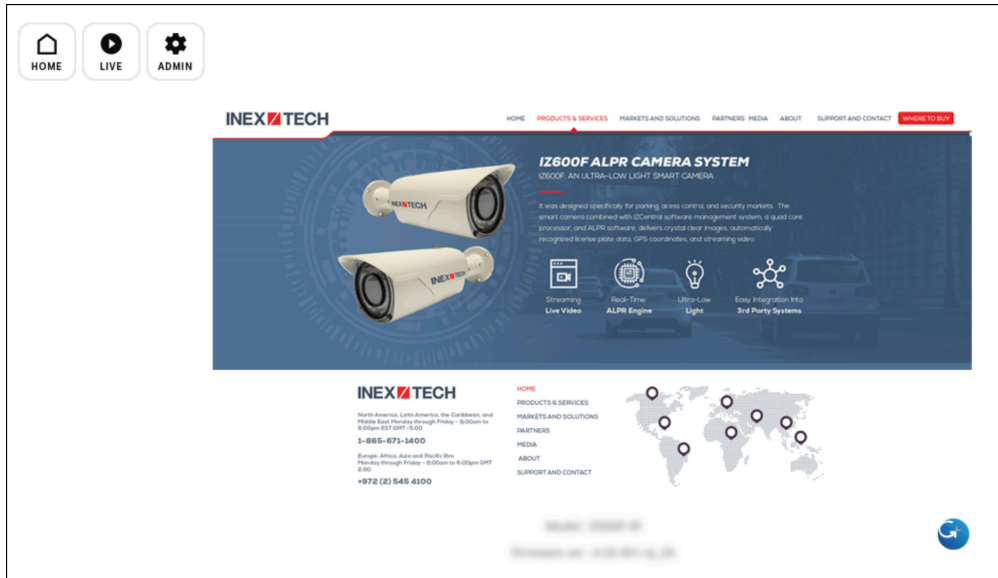 HOME
LIVE
ADMIN
INEX TECH
HOME PRODUCTS & SERVICES MARKETS AND SOLUTIONS PARTNERS MEDIA ABOUT SUPPORT AND CONTACT WHERE TO BUY
IZ600F ALPR CAMERA SYSTEM
IZ600F, AN ULTRA-LOW LIGHT SMART CAMERA
It was designed specifically for parking, acess control, and security markets. The
smart camera combined with IZCentral software management system, a quad core
processor, and ALPR software, delivers crystal clear images, automatically
recognized license plate data, GPS coordinates, and streaming video.
INEX TECH
INEX TECH
Streaming
Live Video
Real-Time
ALPR Engine
Ultra-Low
Light
Easy Integration Into
3rd Party Systems
INEX TECH
North America, Latin America, the Caribbean, and
Middle East Monday through Friday - 8:00am to
6:00pm EST GMT -5:00
1-865-671-1400
Europe, Africa, Asia and Pacific Rim
Monday through Friday - 8:00am to 6:00pm GMT
2:00
+972 (2) 545 4100
HOME
PRODUCTS & SERVICES
MARKETS AND SOLUTIONS
PARTNERS
MEDIA
ABOUT
SUPPORT AND CONTACT